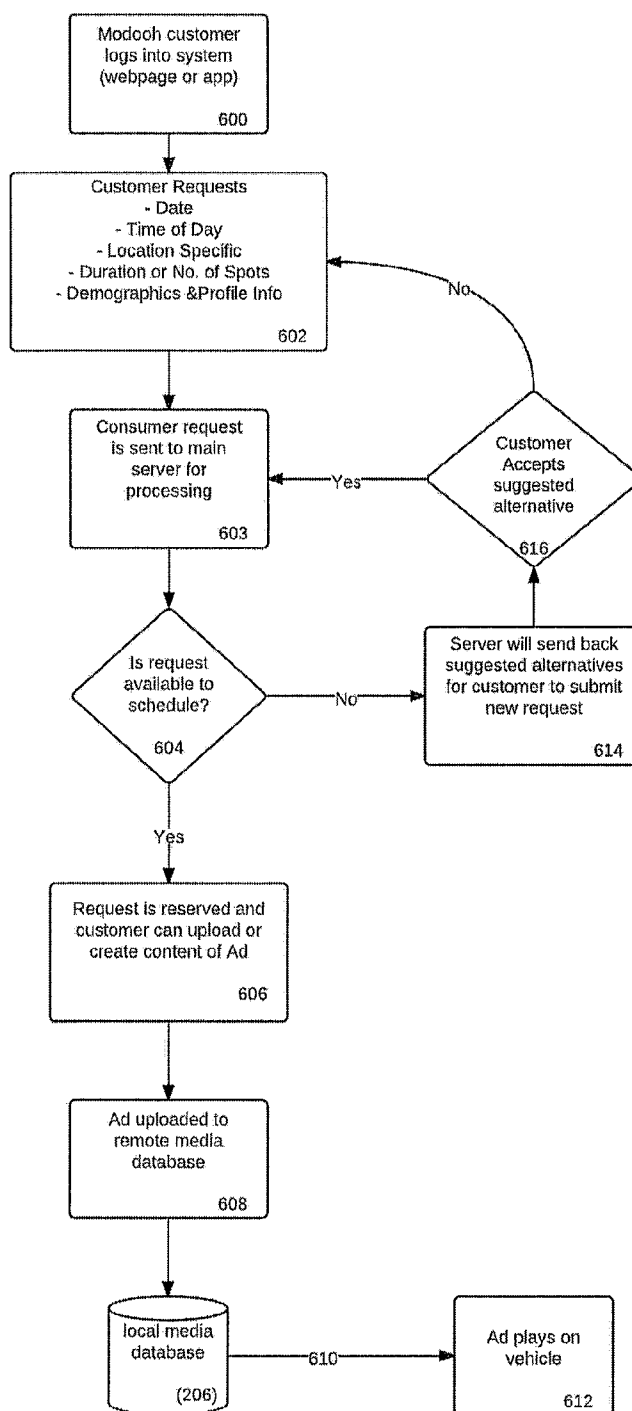 Modooh customer
logs into system
(webpage or app)
600
Customer Requests
- Date
- Time of Day
- Location Specific
- Duration or No. of Spots
- Demographics &Profile Info
602
No
Consumer request
is sent to main
server for
processing
603
Yes
Customer
Accepts
suggested
alternative
616
Is request
available to
schedule?
604
No
Server will send back
suggested alternatives
for customer to submit
new request
614
Yes
Request is reserved and
customer can upload or
create content of Ad
606
Ad uploaded to
remote media
database
608
local media
database
(206)
610
Ad plays on
vehicle
612